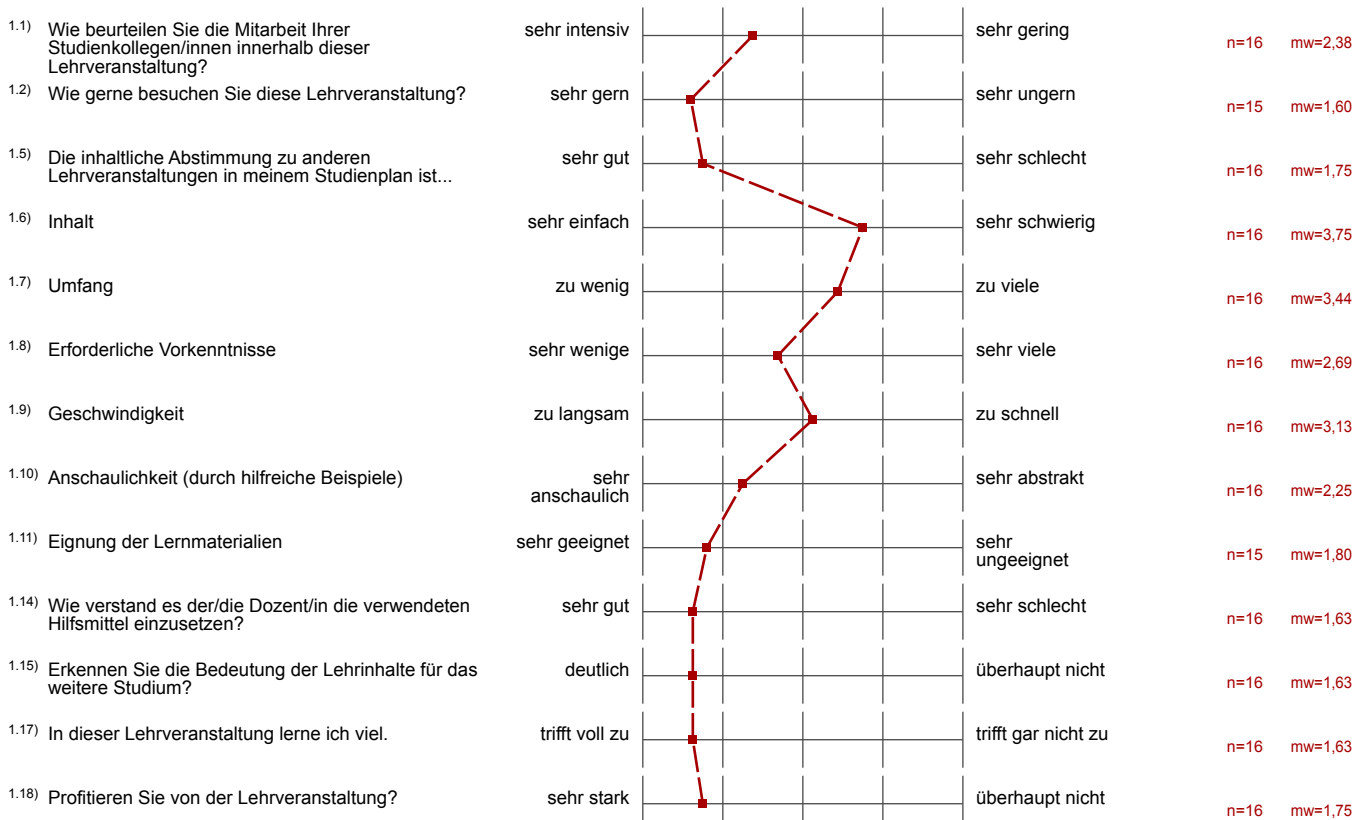 1.1) Wie beurteilen Sie die Mitarbeit Ihrer
Studienkollegen/innen innerhalb dieser
Lehrveranstaltung?
sehr intensiv
sehr gering
n=16 mw=2,38
1.2) Wie gerne besuchen Sie diese Lehrveranstaltung?
sehr gern
sehr ungern
n=15 mw=1,60
1.5) Die inhaltliche Abstimmung zu anderen
Lehrveranstaltungen in meinem Studienplan ist...
sehr gut
sehr schlecht
n=16 mw=1,75
1.6) Inhalt
sehr einfach
sehr schwierig
n=16 mw=3,75
1.7) Umfang
zu wenig
zu viele
n=16 mw=3,44
1.8) Erforderliche Vorkenntnisse
sehr wenige
sehr viele
n=16 mw=2,69
1.9) Geschwindigkeit
zu langsam
zu schnell
n=16 mw=3,13
1.10) Anschaulichkeit (durch hilfreiche Beispiele)
sehr
anschaulich
sehr abstrakt
n=16 mw=2,25
1.11) Eignung der Lernmaterialien
sehr geeignet
sehr
ungeeignet
n=15 mw=1,80
1.14) Wie verstand es der/die Dozent/in die verwendeten
Hilfsmittel einzusetzen?
sehr gut
sehr schlecht
n=16 mw=1,63
1.15) Erkennen Sie die Bedeutung der Lehrinhalte für das
weitere Studium?
deutlich
überhaupt nicht
n=16 mw=1,63
1.17) In dieser Lehrveranstaltung lerne ich viel.
trifft voll zu
trifft gar nicht zu
n=16 mw=1,63
1.18) Profitieren Sie von der Lehrveranstaltung?
sehr stark
überhaupt nicht
n=16 mw=1,75